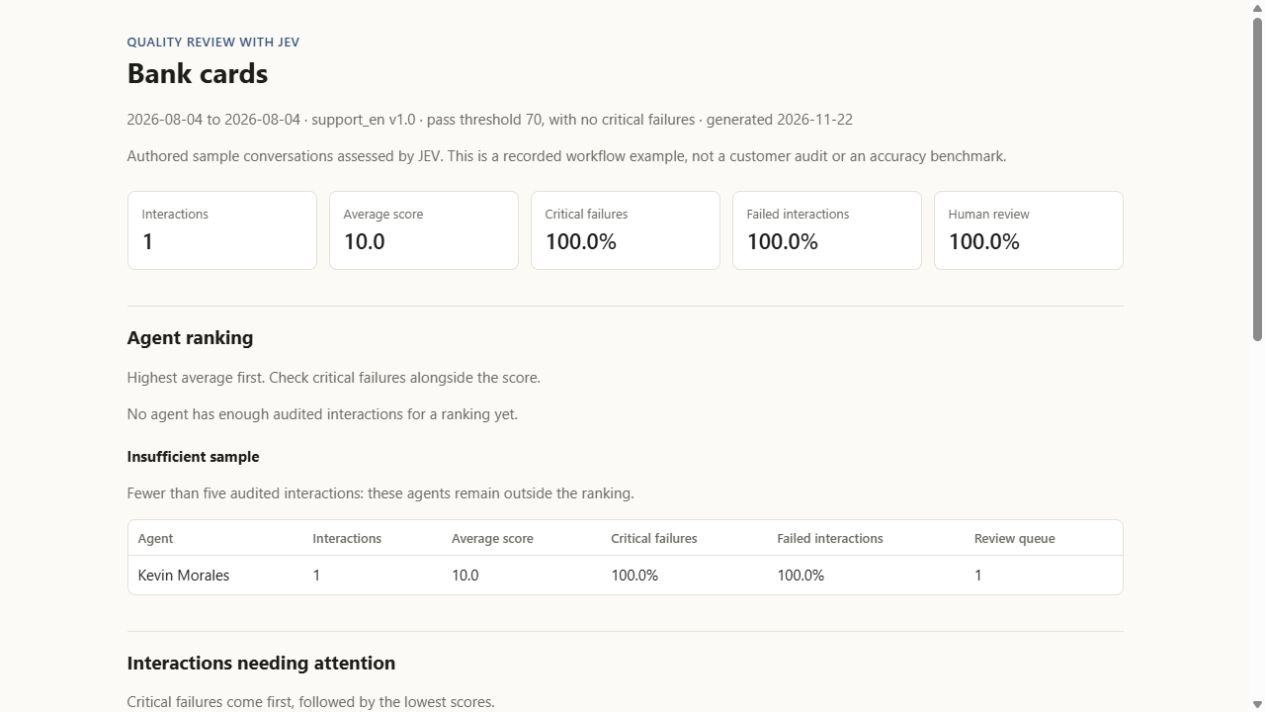 QUALITY REVIEW WITH JEV
Bank cards
2026-08-04 to 2026-08-04 · support_en v1.0 · pass threshold 70, with no critical failures · generated 2026-11-22
Authored sample conversations assessed by JEV. This is a recorded workflow example, not a customer audit or an accuracy benchmark.
Interactions Average score Critical failures Failed interactions Human review
1 10.0 100.0% 100.0% 100.0%
Agent ranking
Highest average first. Check critical failures alongside the score.
No agent has enough audited interactions for a ranking yet.
Insufficient sample
Fewer than five audited interactions: these agents remain outside the ranking.
Agent Interactions Average score Critical failures Failed interactions Review queue
Kevin Morales 1 10.0 100.0% 100.0% 1
Interactions needing attention
Critical failures come first, followed by the lowest scores.